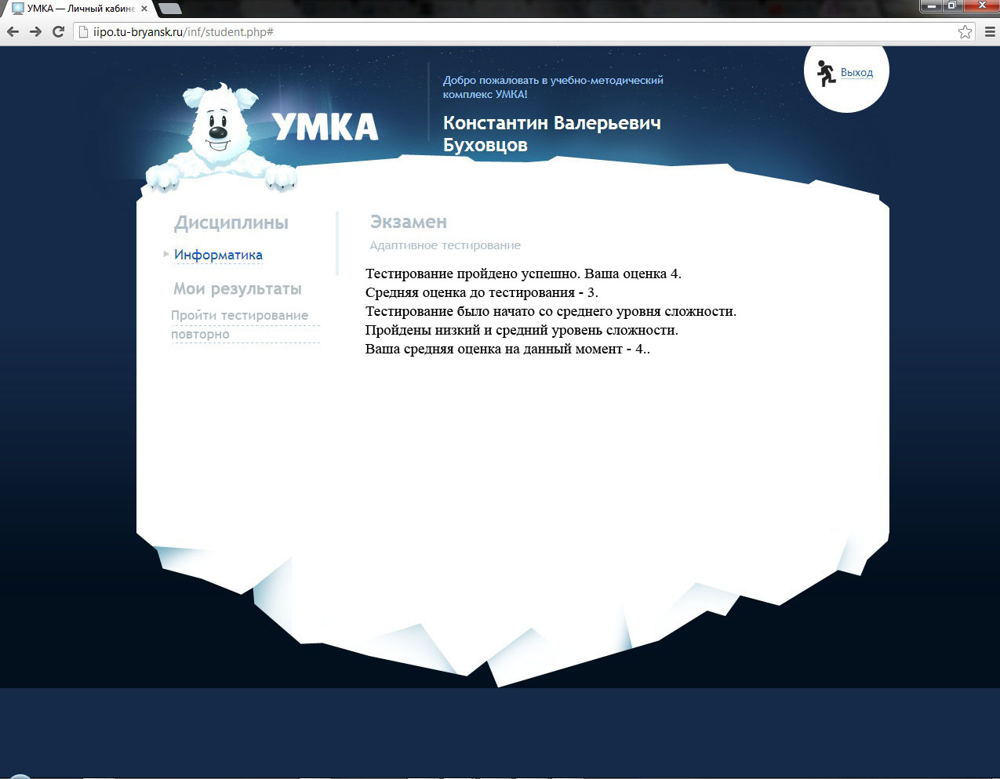 УМКА — Личный кабине
iipo.tu-bryansk.ru/inf/student.php#
Добро пожаловать в учебно-методический
комплекс УМКА!
Выход
УМКА
Константин Валерьевич
Буховцов
Дисциплины
Информатика
Мои результаты
Пройти тестирование
повторно
Экзамен
Адаптивное тестирование
Тестирование пройдено успешно. Ваша оценка 4.
Средняя оценка до тестирования - 3.
Тестирование было начато со среднего уровня сложности.
Пройдены низкий и средний уровень сложности.
Ваша средняя оценка на данный момент - 4..